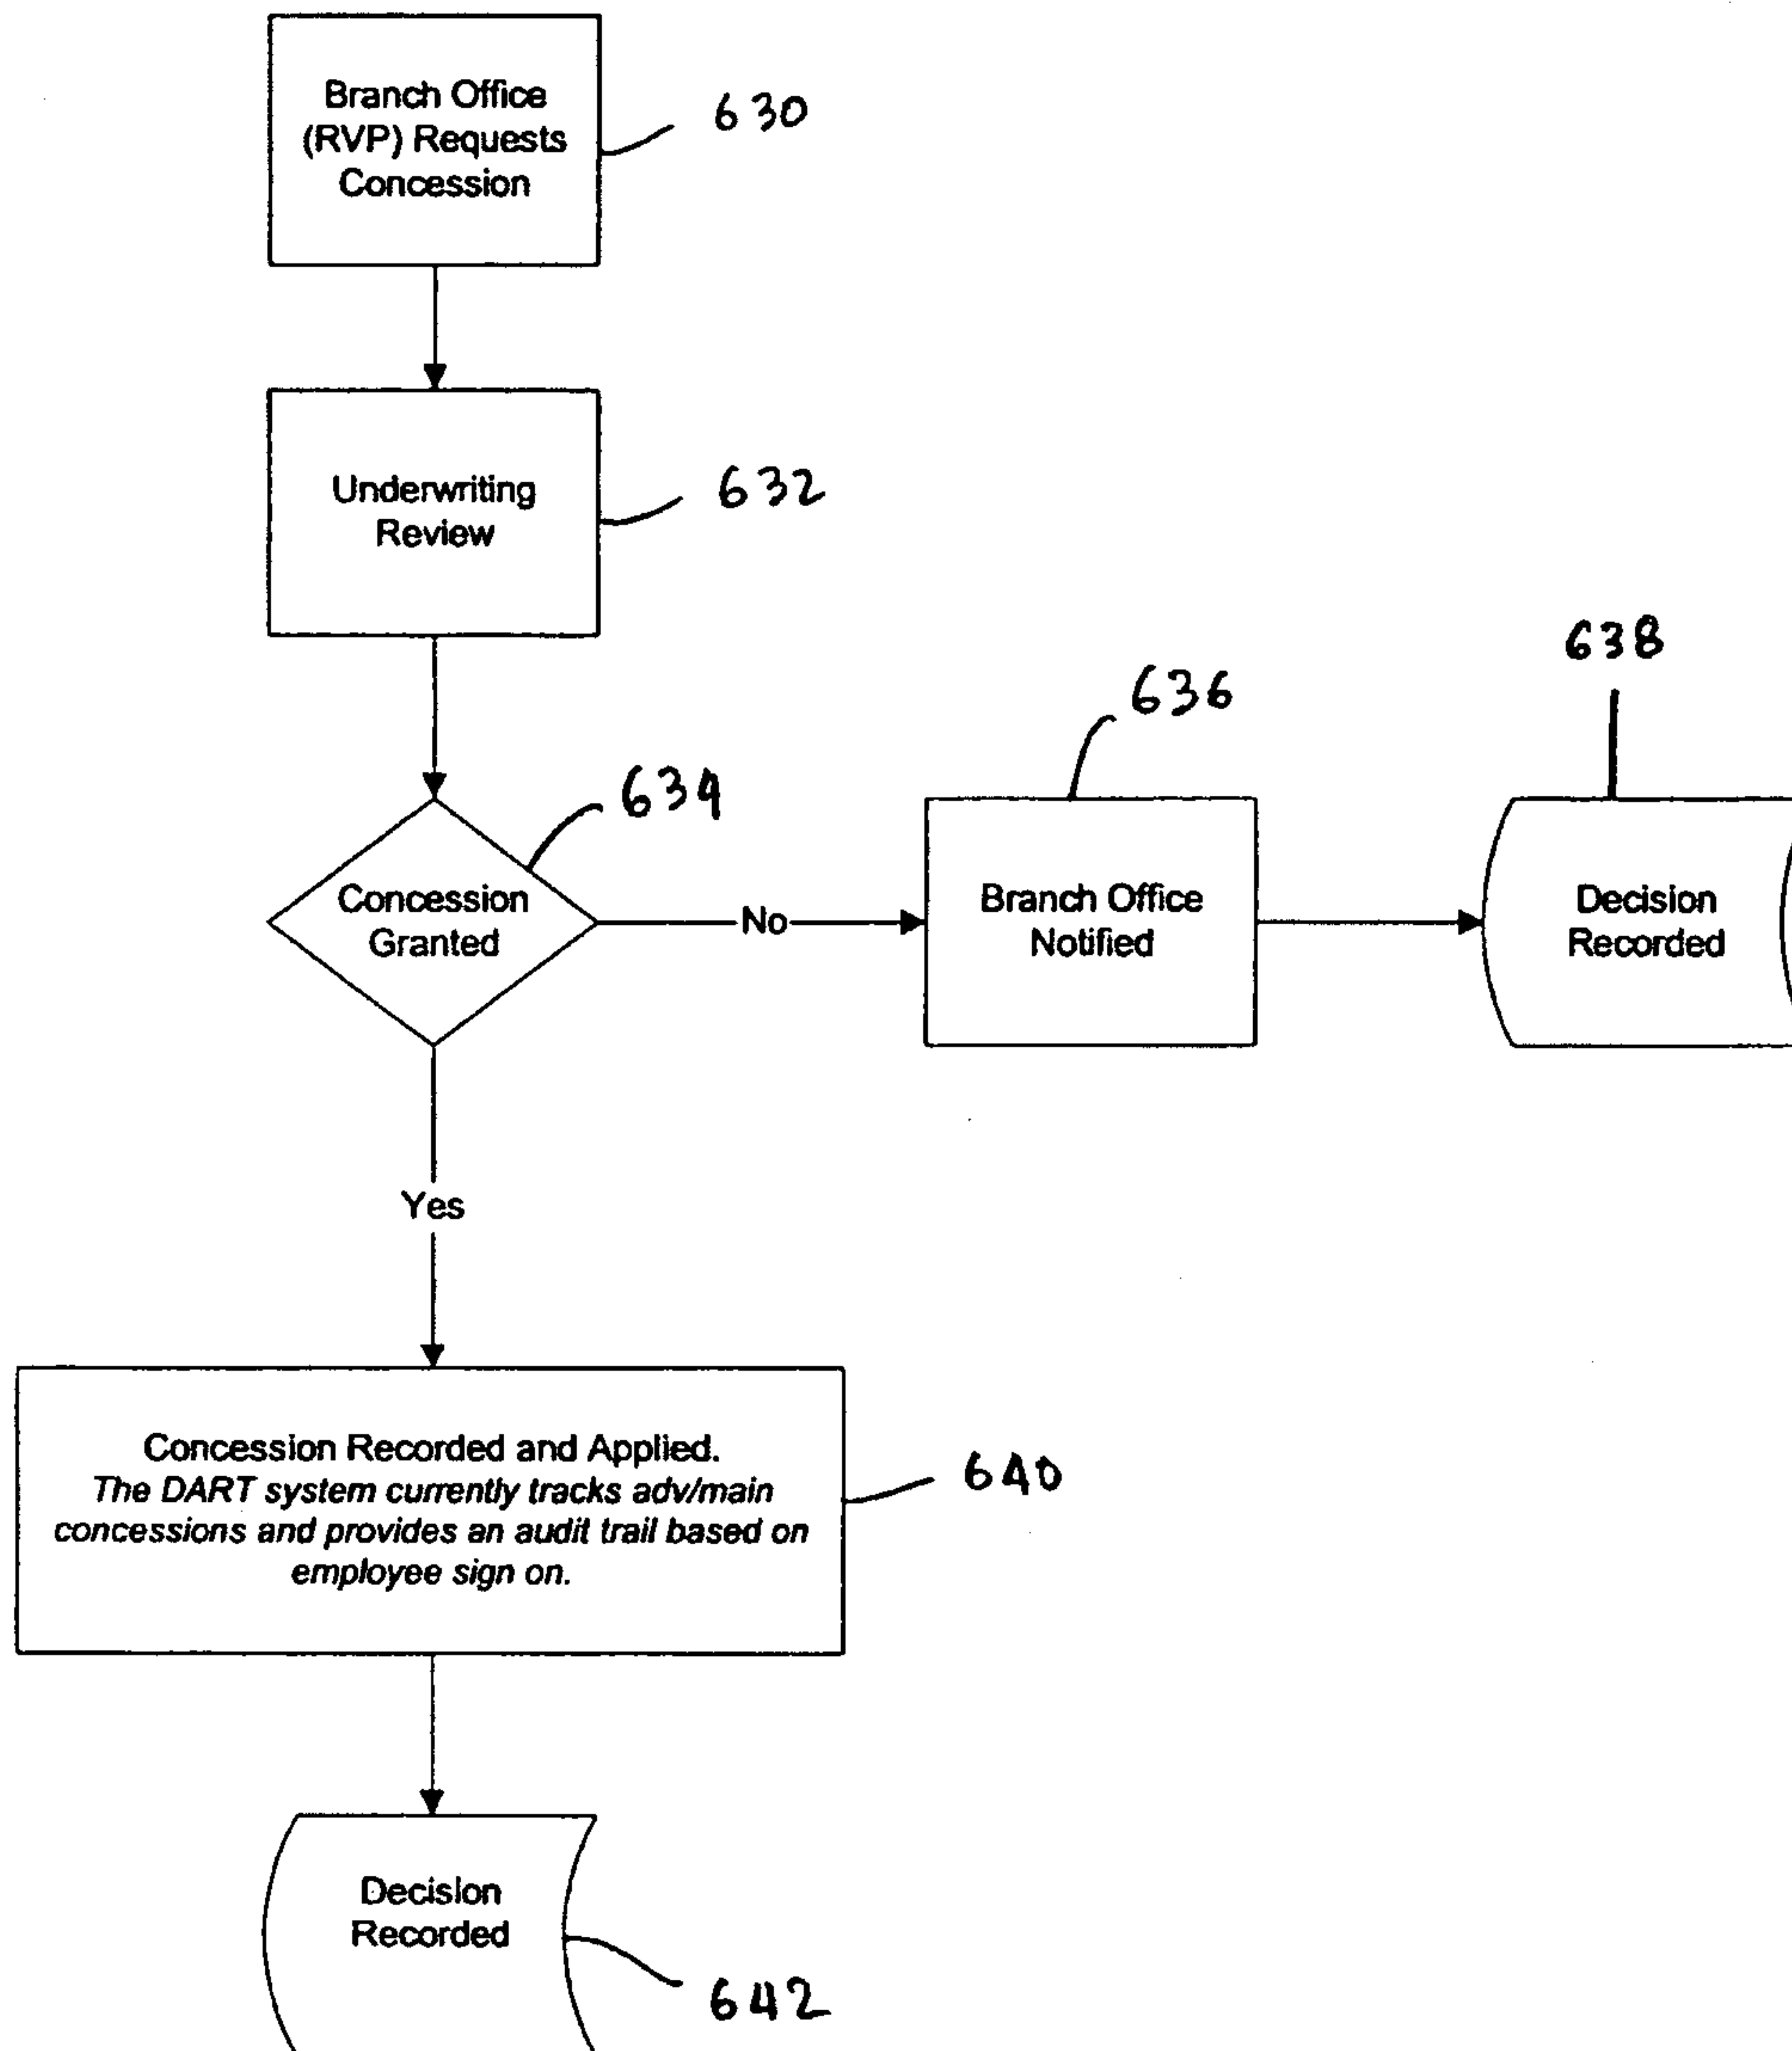 Branch Office
(RVP) Requests
Concession
630
Underwriting
Review
632
638
636
634
Concession
Granted
No
Branch Office
Notified
Decision
Recorded
Yes
Concession Recorded and Applied.
The DART system currently tracks adv/main
concessions and provides an audit trail based on
employee sign on.
640
Decision
Recorded
642